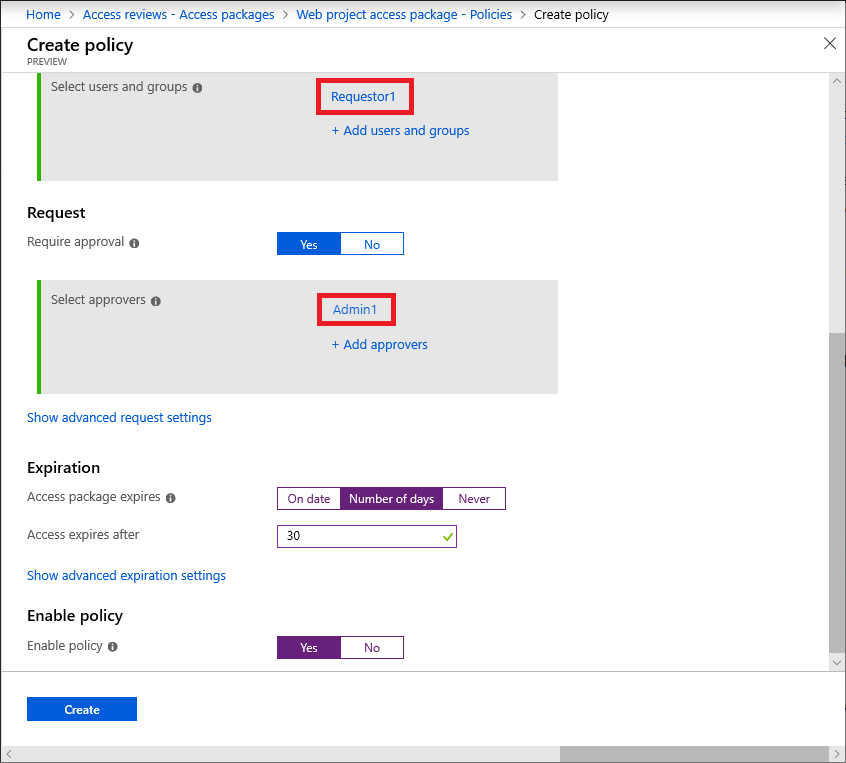 Home > Access reviews - Access packages > Web project access package - Policies > Create policy
Create policy
PREVIEW
Select users and groups
Requestor1
+ Add users and groups
Request
Require approval
Yes No
Select approvers
Admin1
+ Add approvers
Show advanced request settings
Expiration
Access package expires
On date Number of days Never
Access expires after
30
Show advanced expiration settings
Enable policy
Enable policy
Yes No
Create